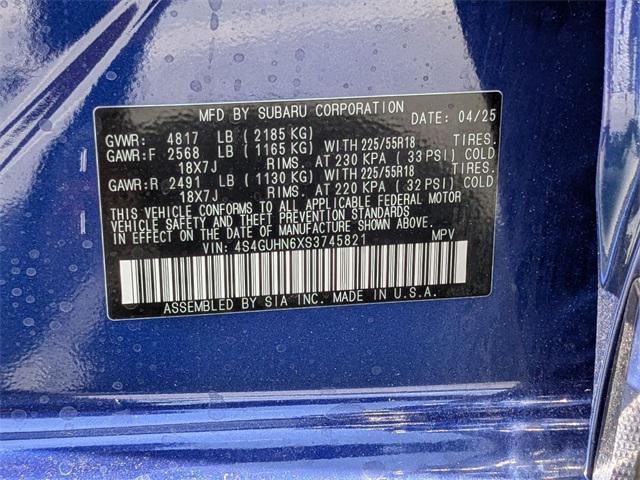 MFD BY SUBARU CORPORATION DATE: 04/25
GVWR: 4817 LB (2185 KG)
GAWR:F 2568 LB (1165 KG) WITH 225/55R18 TIRES.
18X7J RIMS. AT 230 KPA (33 PSI) COLD
GAWR:R 2491 LB (1130 KG) WITH 225/55R18 TIRES.
18X7J RIMS. AT 220 KPA (32 PSI) COLD
THIS VEHICLE CONFORMS TO ALL APPLICABLE FEDERAL MOTOR
VEHICLE SAFETY AND THEFT PREVENTION STANDARDS
IN EFFECT ON THE DATE OF MANUFACTURE SHOWN ABOVE.
VIN: 4S4GUHN6XS3745821 MPV
ASSEMBLED BY SIA INC. MADE IN U.S.A.